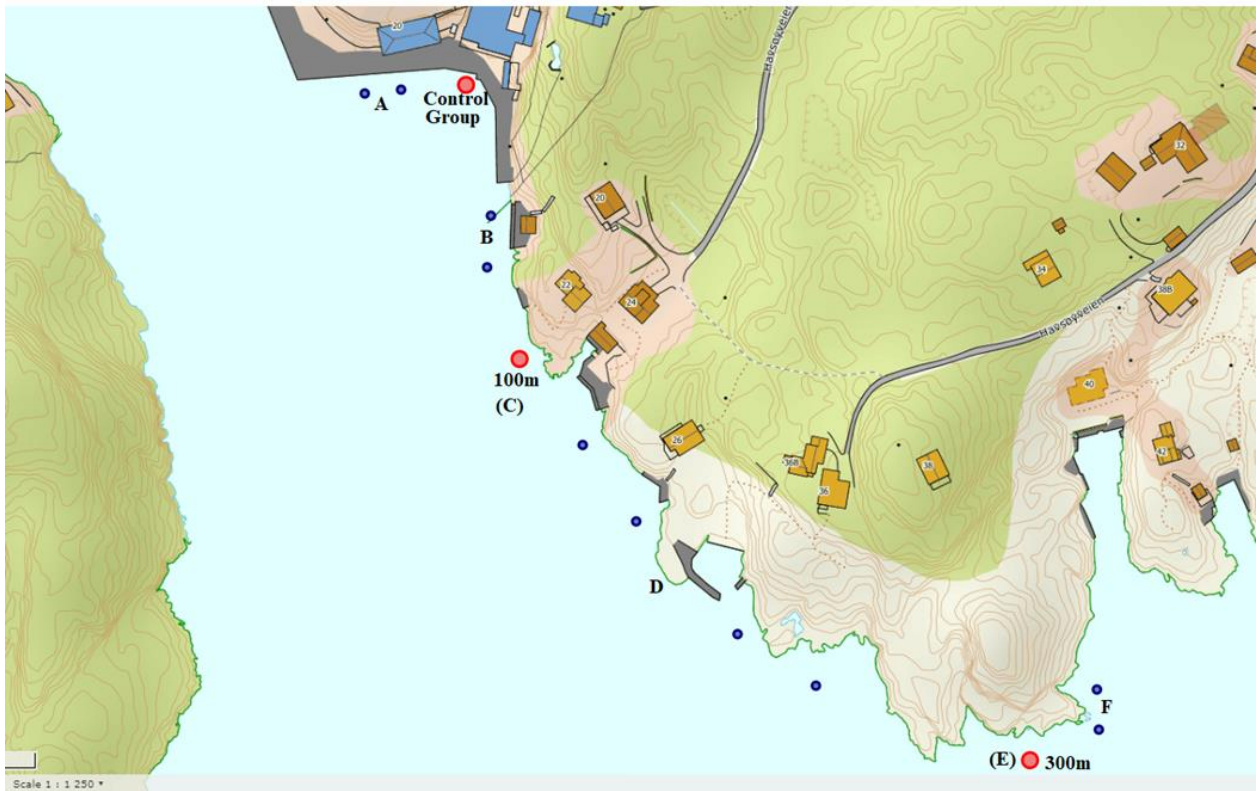 20
A
Control
Group
Havsøyveien
32
B
20
22
24
34
38B
Havsøyveien
100m
(C)
40
26
36B
38
42
36
D
F
(E) 300m
Scale 1 : 1 250